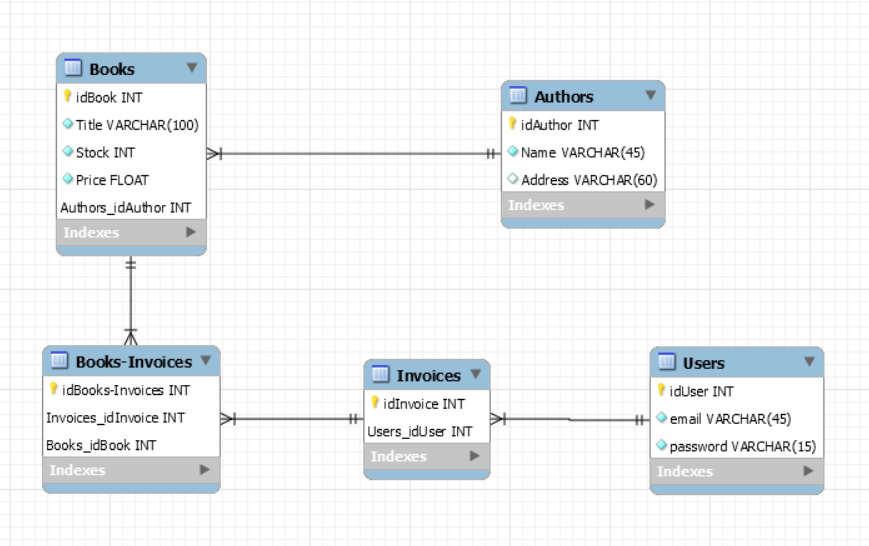 Books
idBook INT
Title VARCHAR(100)
Stock INT
Price FLOAT
Authors_idAuthor INT
Indexes
Authors
idAuthor INT
Name VARCHAR(45)
Address VARCHAR(60)
Indexes
Books-Invoices
idBooks-Invoices INT
Invoices_idInvoice INT
Books_idBook INT
Indexes
Invoices
idInvoice INT
Users_idUser INT
Indexes
Users
idUser INT
email VARCHAR(45)
password VARCHAR(15)
Indexes